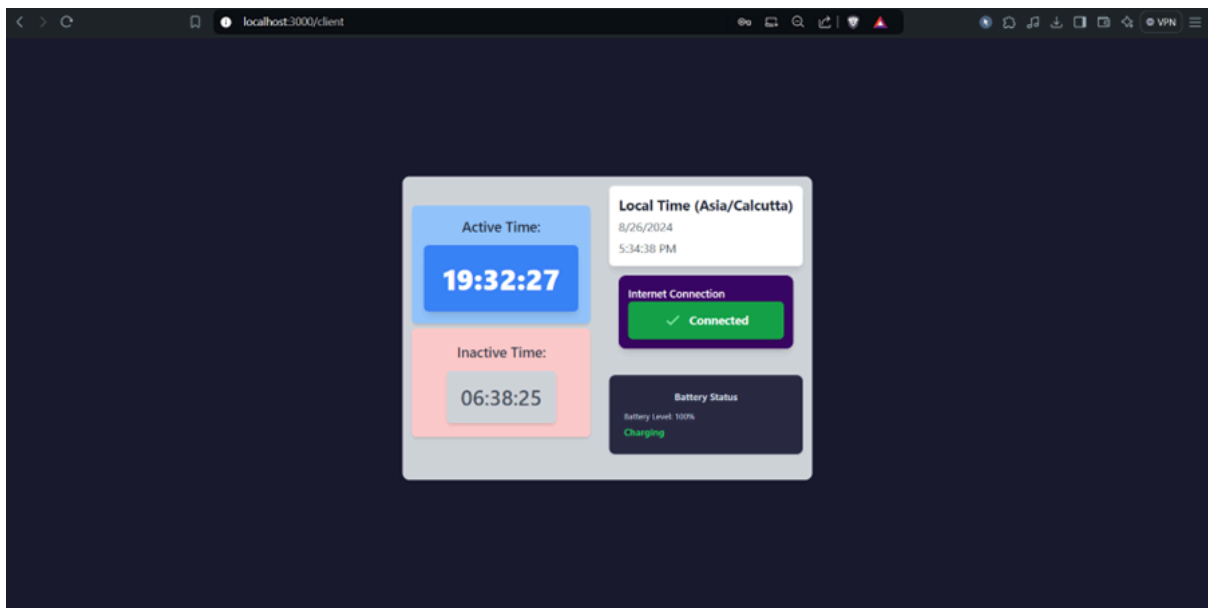 localhost:3000/client
VPN
Active Time:
19:32:27
Inactive Time:
06:38:25
Local Time (Asia/Calcutta)
8/26/2024
5:34:38 PM
Internet Connection
Connected
Battery Status
Battery Level: 100%
Charging